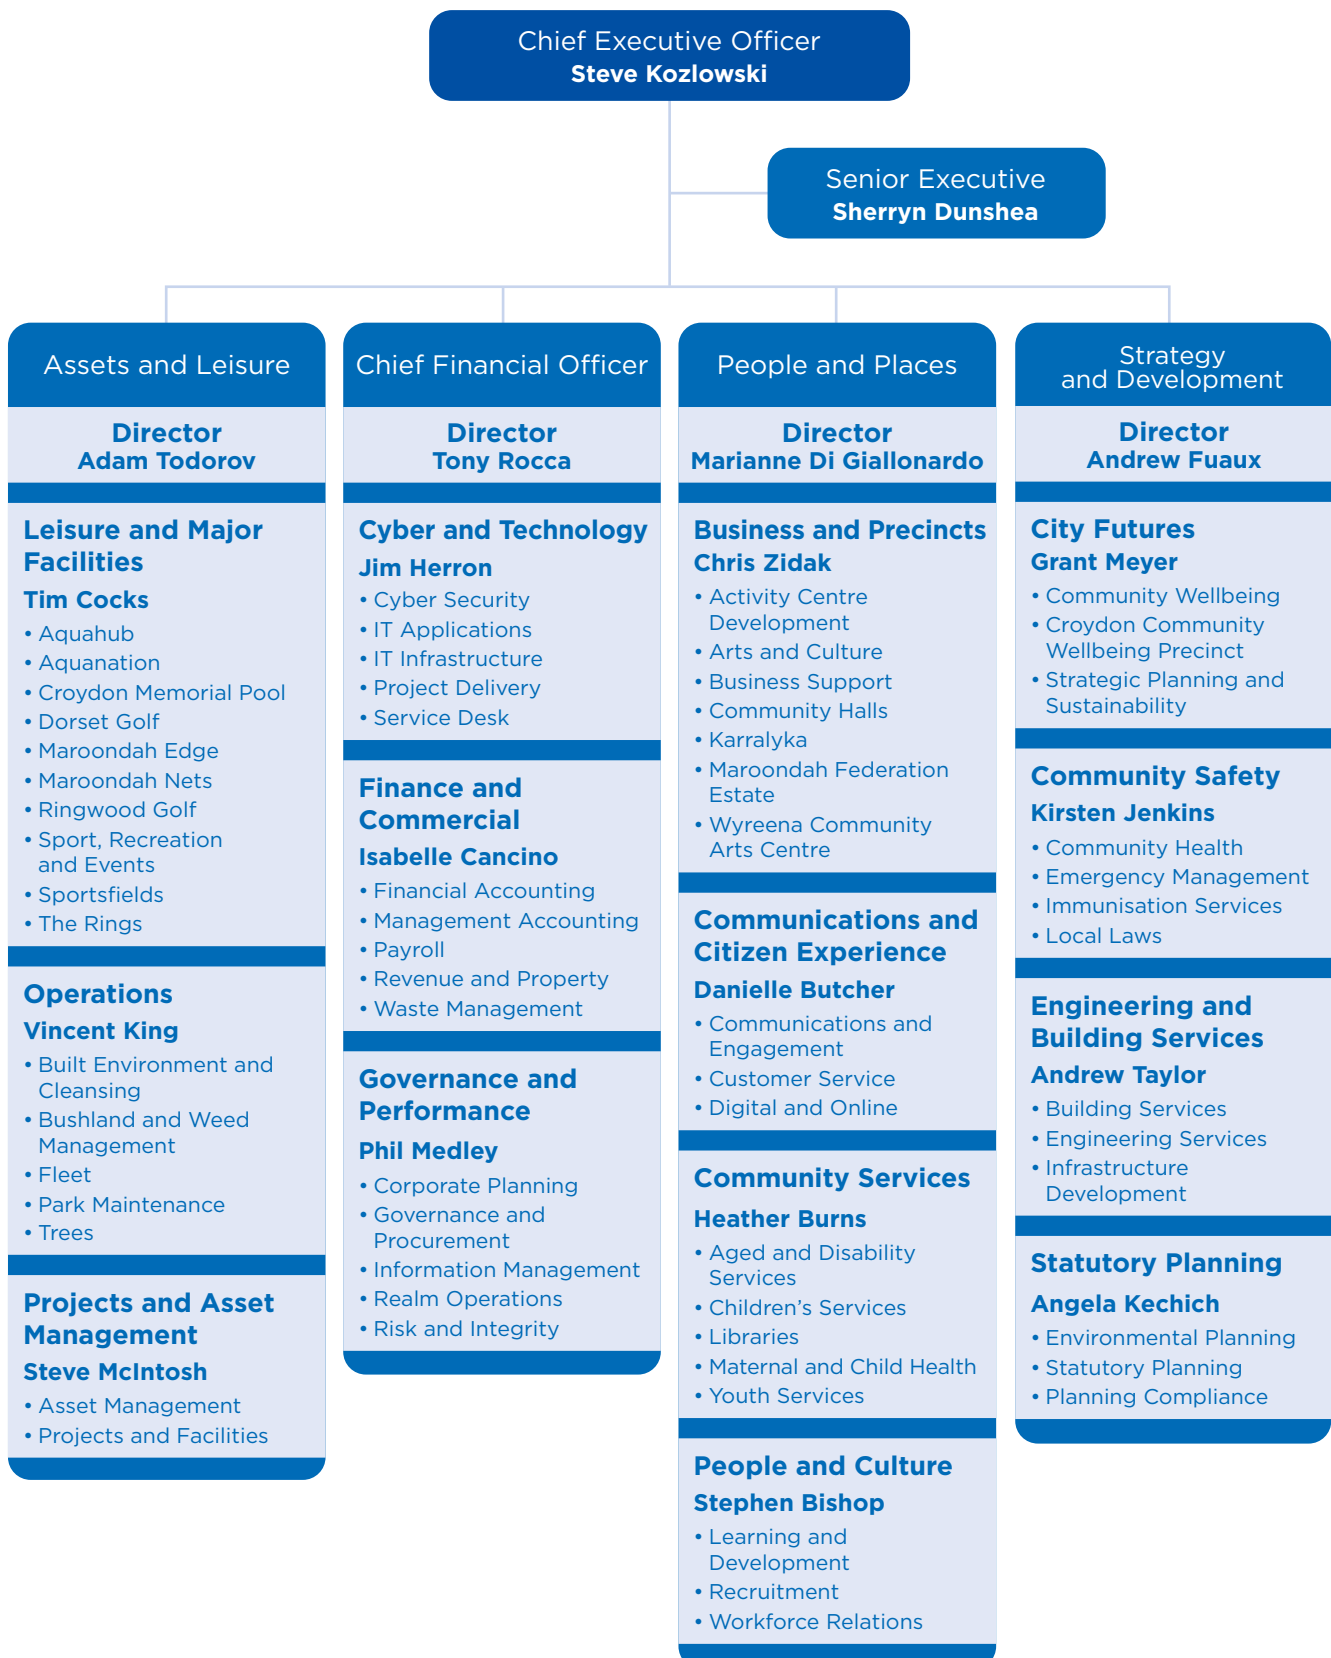 Chief Executive Officer
Steve Kozlowski
Senior Executive
Sherryn Dunshea
Assets and Leisure
Director
Adam Todorov
Leisure and Major
Facilities
Tim Cocks
• Aquahub
• Aquanation
• Croydon Memorial Pool
• Dorset Golf
• Maroondah Edge
• Maroondah Nets
• Ringwood Golf
• Sport, Recreation
and Events
• Sportsfields
• The Rings
Operations
Vincent King
• Built Environment and
Cleansing
• Bushland and Weed
Management
• Fleet
• Park Maintenance
• Trees
Projects and Asset
Management
Steve McIntosh
• Asset Management
• Projects and Facilities
Chief Financial Officer
Director
Tony Rocca
Cyber and Technology
Jim Herron
• Cyber Security
• IT Applications
• IT Infrastructure
• Project Delivery
• Service Desk
Finance and
Commercial
Isabelle Cancino
• Financial Accounting
• Management Accounting
• Payroll
• Revenue and Property
• Waste Management
Governance and
Performance
Phil Medley
• Corporate Planning
• Governance and
Procurement
• Information Management
• Realm Operations
• Risk and Integrity
People and Places
Director
Marianne Di Giallonardo
Business and Precincts
Chris Zidak
• Activity Centre
Development
• Arts and Culture
• Business Support
• Community Halls
• Karralyka
• Maroondah Federation
Estate
• Wyreena Community
Arts Centre
Communications and
Citizen Experience
Danielle Butcher
• Communications and
Engagement
• Customer Service
• Digital and Online
Community Services
Heather Burns
• Aged and Disability
Services
• Children’s Services
• Libraries
• Maternal and Child Health
• Youth Services
People and Culture
Stephen Bishop
• Learning and
Development
• Recruitment
• Workforce Relations
Strategy
and Development
Director
Andrew Fuaux
City Futures
Grant Meyer
• Community Wellbeing
• Croydon Community
Wellbeing Precinct
• Strategic Planning and
Sustainability
Community Safety
Kirsten Jenkins
• Community Health
• Emergency Management
• Immunisation Services
• Local Laws
Engineering and
Building Services
Andrew Taylor
• Building Services
• Engineering Services
• Infrastructure
Development
Statutory Planning
Angela Kechich
• Environmental Planning
• Statutory Planning
• Planning Compliance